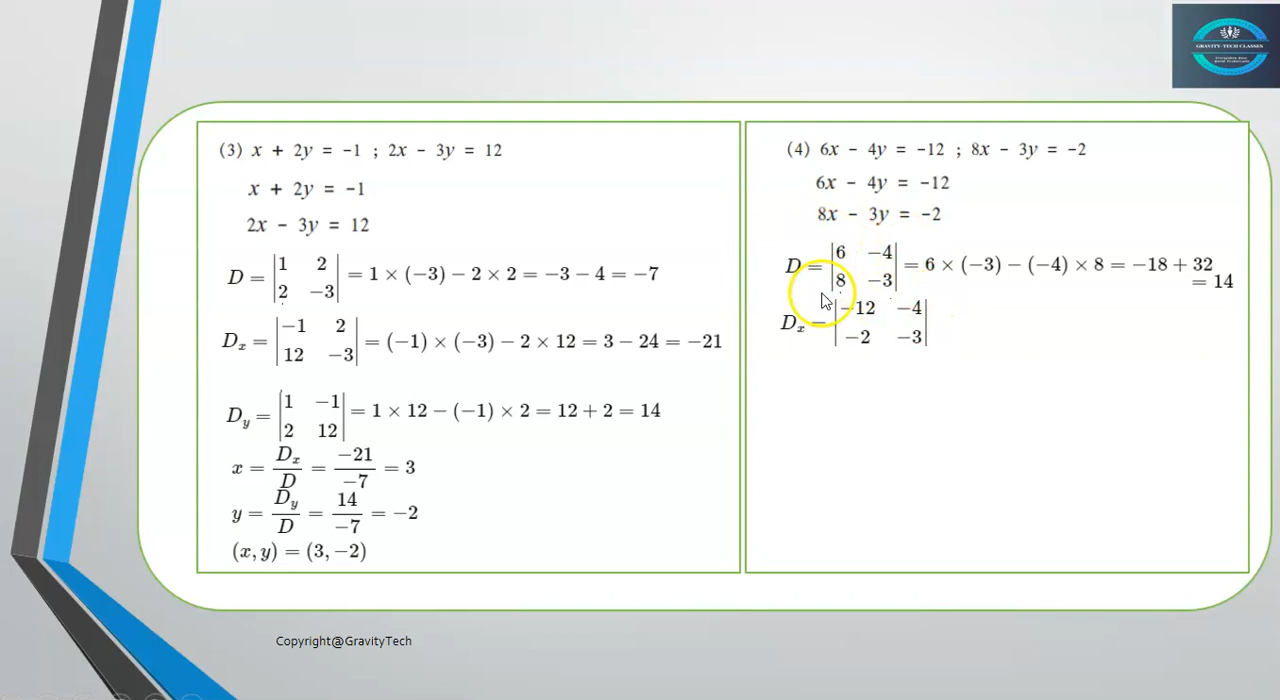 GRAVITY-TECH CLASSES
(3) x + 2y = -1 ; 2x - 3y = 12
x + 2y = -1
2x - 3y = 12
D = |1 2; 2 -3| = 1 × (-3) - 2 × 2 = -3 - 4 = -7
Dx = |-1 2; 12 -3| = (-1) × (-3) - 2 × 12 = 3 - 24 = -21
Dy = |1 -1; 2 12| = 1 × 12 - (-1) × 2 = 12 + 2 = 14
x = Dx/D = -21/-7 = 3
y = Dy/D = 14/-7 = -2
(x, y) = (3, -2)
(4) 6x - 4y = -12 ; 8x - 3y = -2
6x - 4y = -12
8x - 3y = -2
D = |6 -4; 8 -3| = 6 × (-3) - (-4) × 8 = -18 + 32
= 14
Dx = |-12 -4; -2 -3|
Copyright@GravityTech